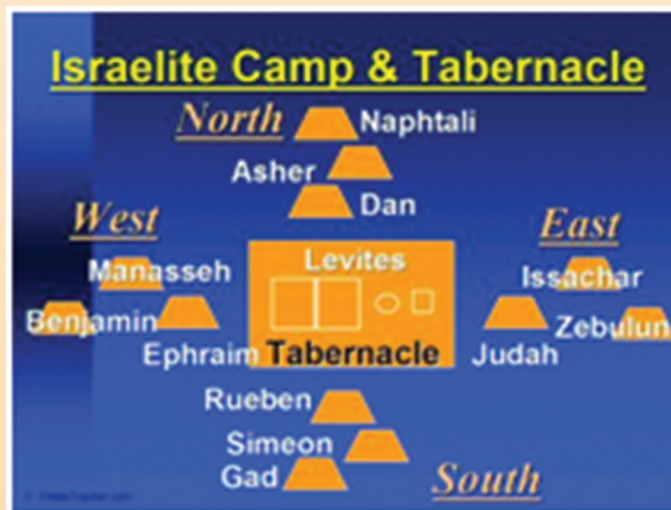 Israelite Camp & Tabernacle
North
Naphtali
Asher
Dan
West
East
Manasseh
Levites
Issachar
Benjamin
Zebulun
Ephraim
Tabernacle
Judah
Rueben
Simeon
Gad
South